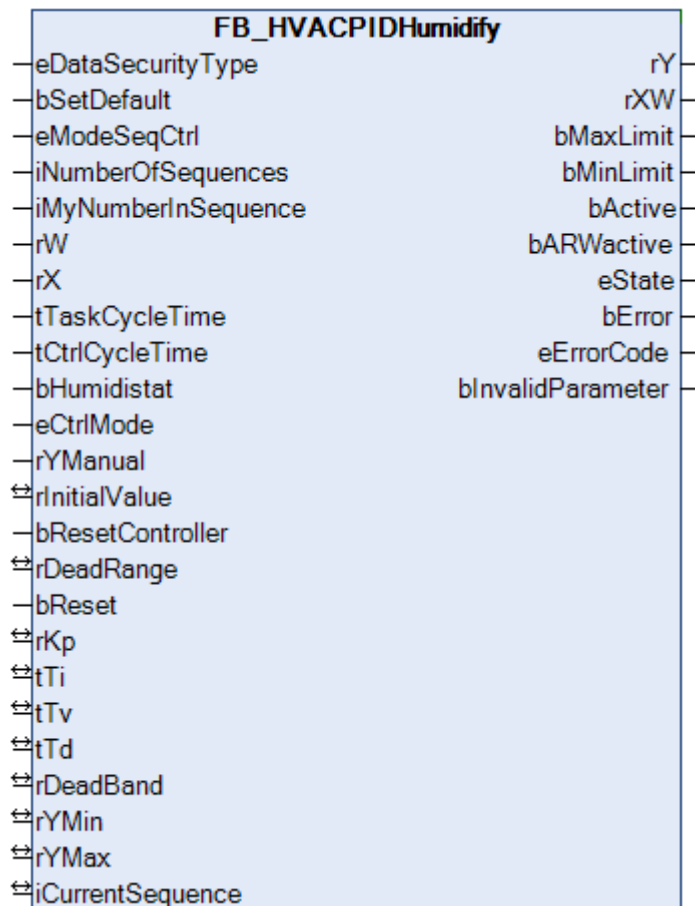 FB_HVACPIDHumidify
eDataSecurityType rY
bSetDefault rXW
eModeSeqCtrl bMaxLimit
iNumberOfSequences bMinLimit
iMyNumberInSequence bActive
rW bARWactive
rX eState
tTaskCycleTime bError
tCtrlCycleTime eErrorCode
bHumidistat bInvalidParameter
eCtrlMode
rYManual
rInitialValue
bResetController
rDeadRange
bReset
rKp
tTi
tTv
tTd
rDeadBand
rYMin
rYMax
iCurrentSequence